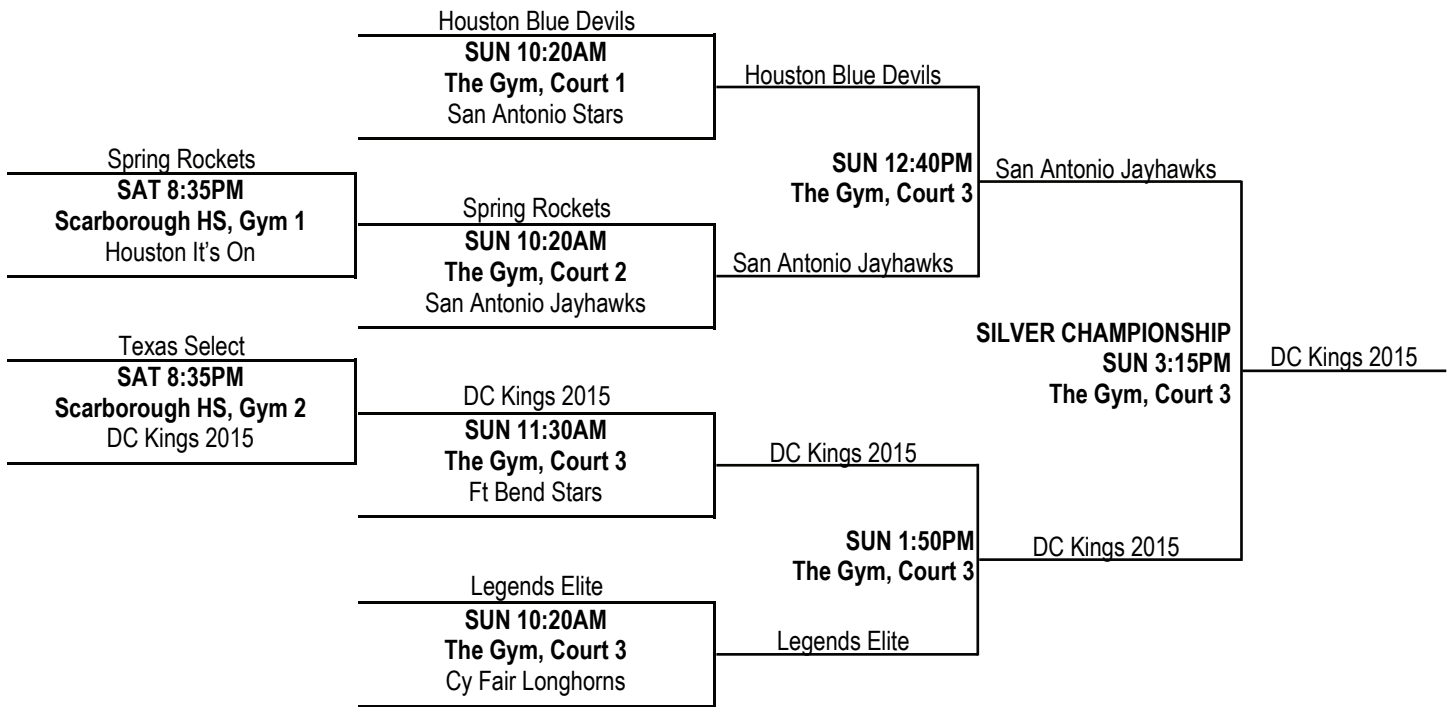 Houston Blue Devils
SUN 10:20AM
The Gym, Court 1
San Antonio Stars
Houston Blue Devils
Spring Rockets
SAT 8:35PM
Scarborough HS, Gym 1
Houston It's On
Spring Rockets
SUN 10:20AM
The Gym, Court 2
San Antonio Jayhawks
SUN 12:40PM
The Gym, Court 3
San Antonio Jayhawks
San Antonio Jayhawks
Texas Select
SAT 8:35PM
Scarborough HS, Gym 2
DC Kings 2015
DC Kings 2015
SUN 11:30AM
The Gym, Court 3
Ft Bend Stars
DC Kings 2015
SILVER CHAMPIONSHIP
SUN 3:15PM
The Gym, Court 3
DC Kings 2015
SUN 1:50PM
The Gym, Court 3
DC Kings 2015
Legends Elite
SUN 10:20AM
The Gym, Court 3
Cy Fair Longhorns
Legends Elite